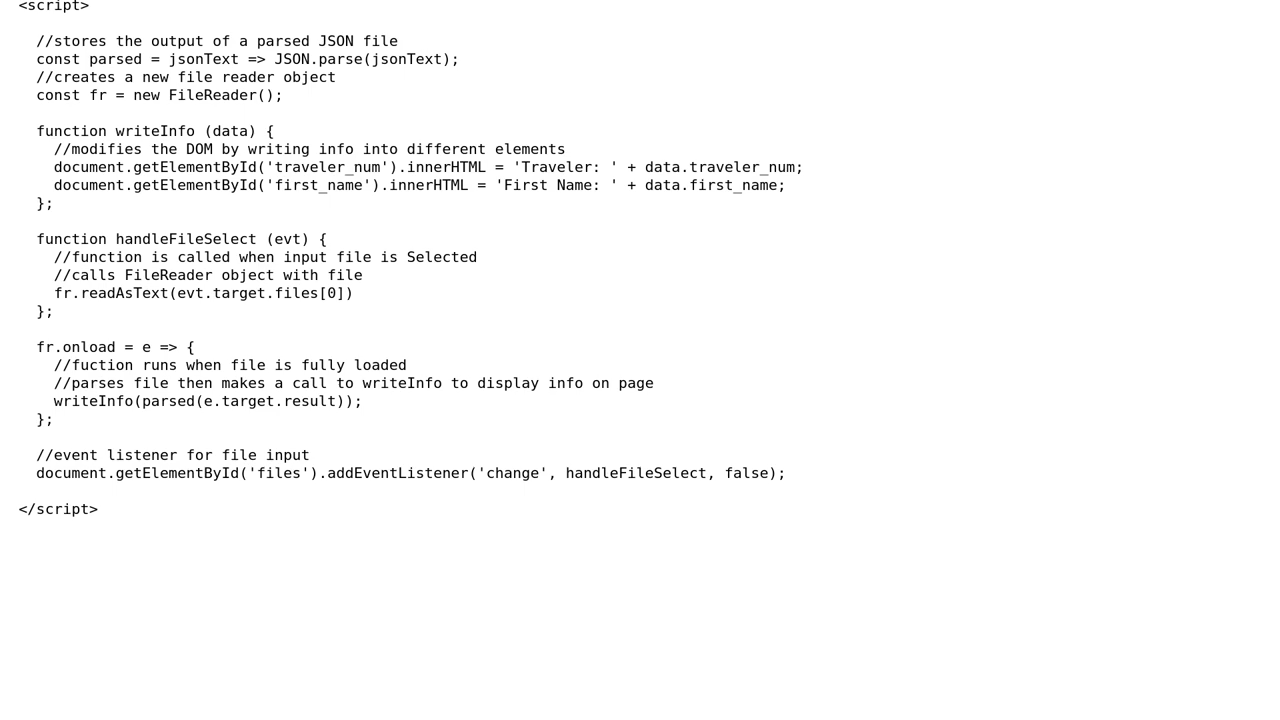 <script>
//stores the output of a parsed JSON file
const parsed = jsonText => JSON.parse(jsonText);
//creates a new file reader object
const fr = new FileReader();
function writeInfo (data) {
//modifies the DOM by writing info into different elements
document.getElementById('traveler_num').innerHTML = 'Traveler: ' + data.traveler_num;
document.getElementById('first_name').innerHTML = 'First Name: ' + data.first_name;
};
function handleFileSelect (evt) {
//function is called when input file is Selected
//calls FileReader object with file
fr.readAsText(evt.target.files[0])
};
fr.onload = e => {
//fuction runs when file is fully loaded
//parses file then makes a call to writeInfo to display info on page
writeInfo(parsed(e.target.result));
};
//event listener for file input
document.getElementById('files').addEventListener('change', handleFileSelect, false);
</script>